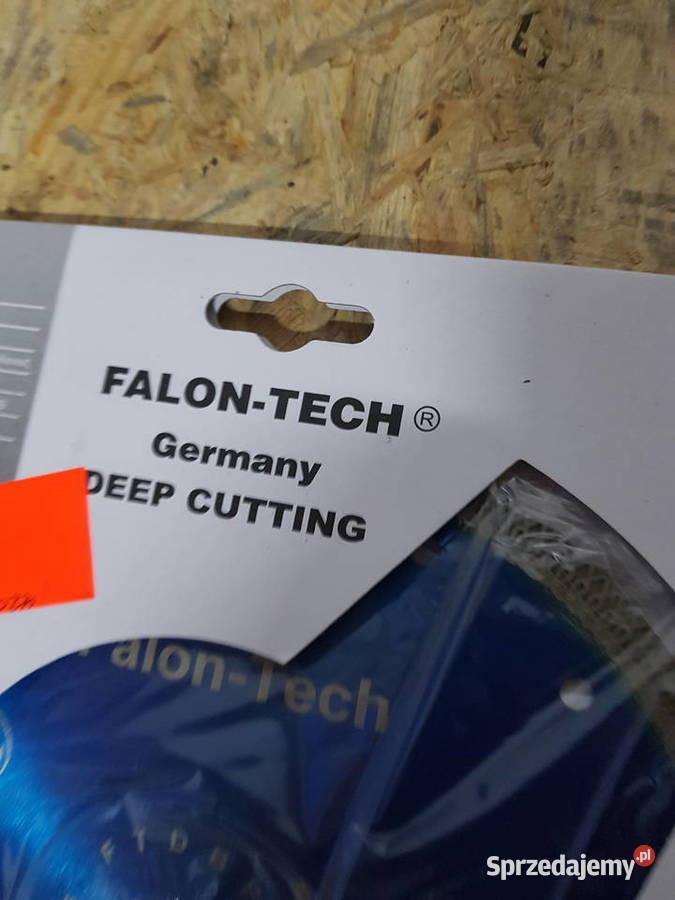 FALON-TECH®
Germany
DEEP CUTTING
Falon-Tech
Sprzedajemy.pl